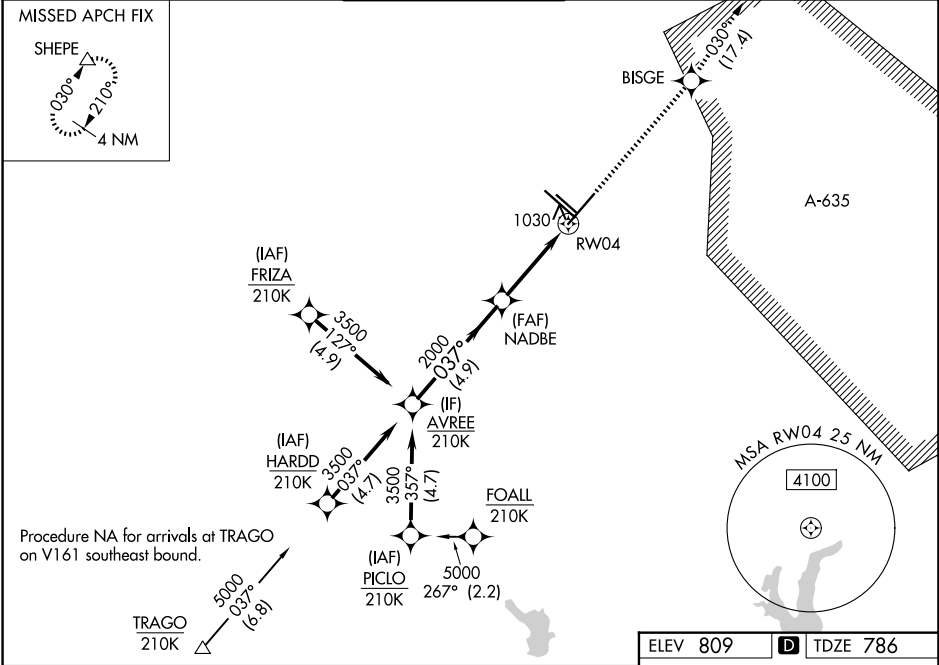 MISSED APCH FIX
SHEPE
030°
210°
4 NM
030°
(17.4)
BISGE
A-635
1030
RW04
(IAF)
FRIZA
210K
3500
127°
(4.9)
(FAF)
NADBE
2000
037°
(4.9)
(IF)
AVREE
210K
(IAF)
HARDD
210K
3500
037°
(4.7)
3500
357°
(4.7)
FOALL
210K
(IAF)
PICLO
210K
5000
267° (2.2)
Procedure NA for arrivals at TRAGO
on V161 southeast bound.
5000
037°
(6.8)
TRAGO
210K
MSA RW04 25 NM
4100
ELEV 809 D TDZE 786